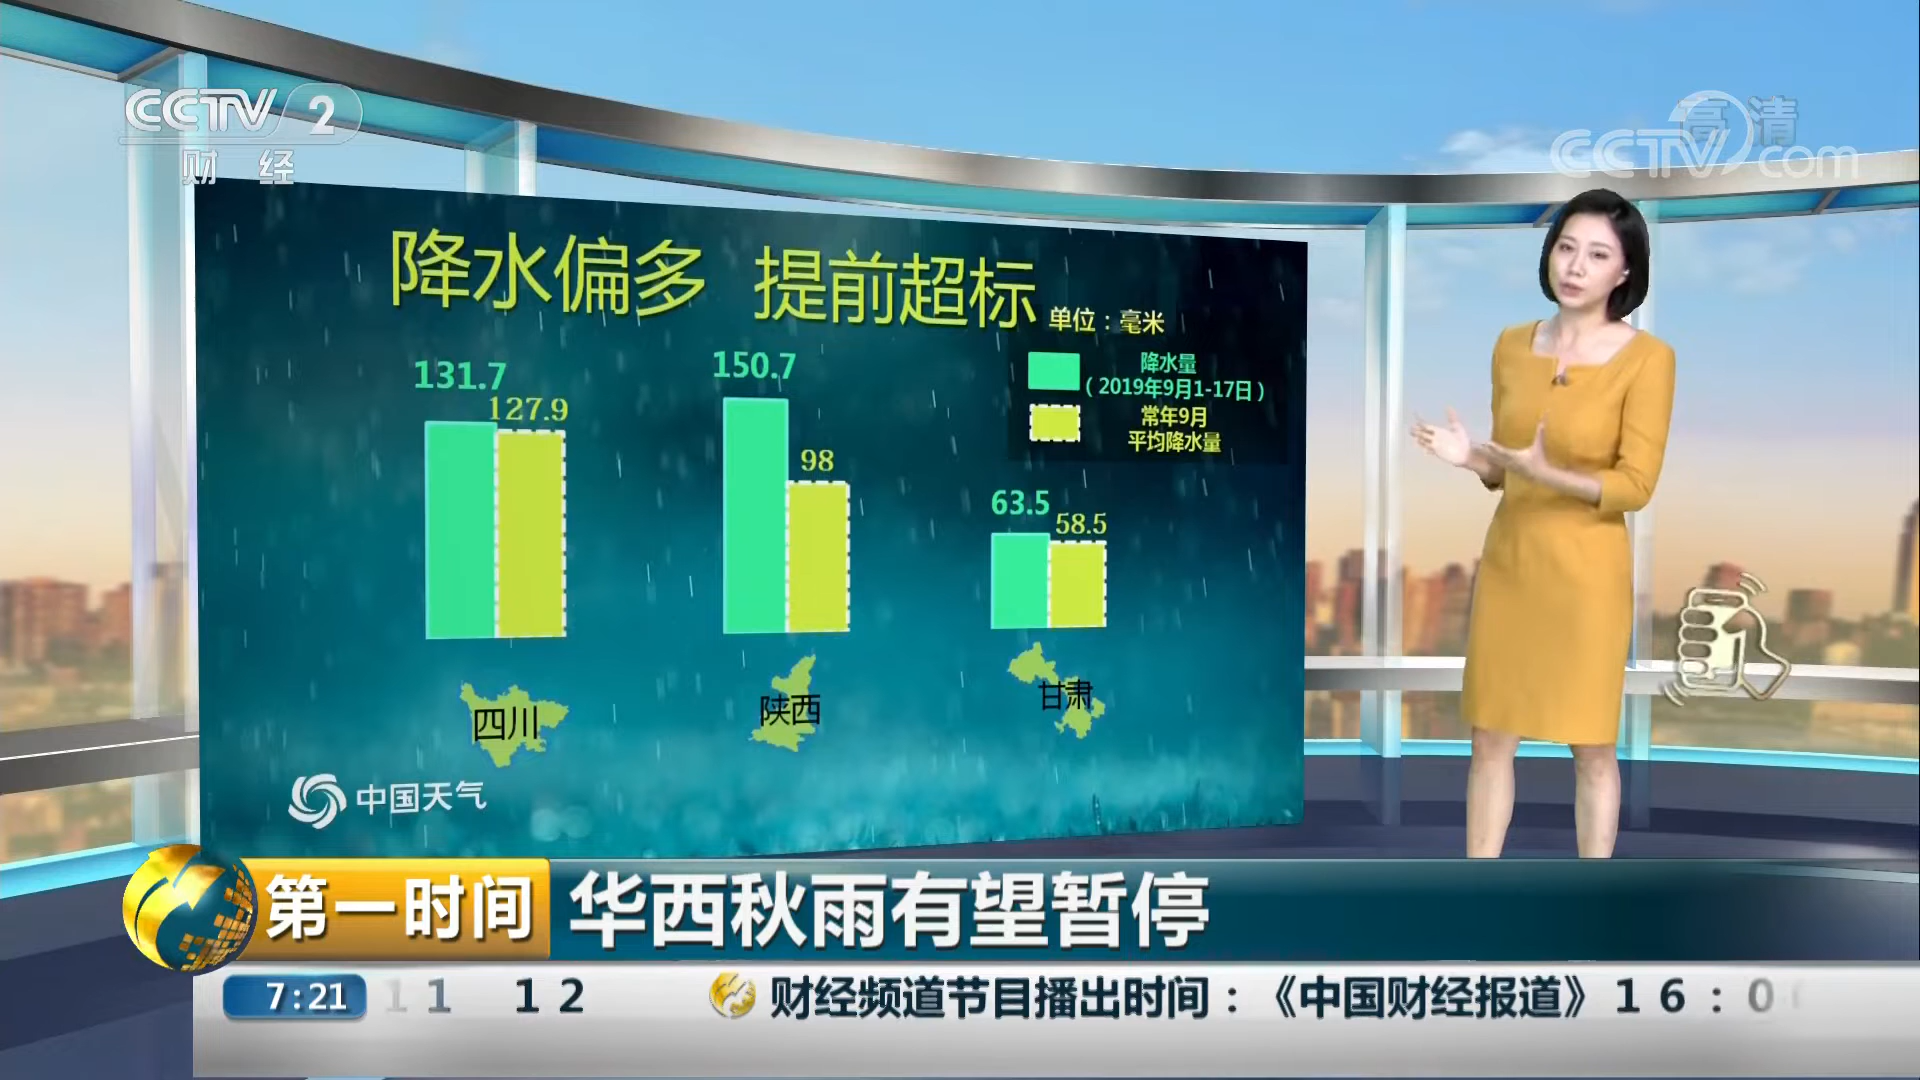 CCTV 2
财 经
高清
CCTV.com
降水偏多 提前超标
单位：毫米
降水量
（2019年9月1-17日）
常年9月
平均降水量
131.7
127.9
150.7
98
63.5
58.5
四川
陕西
甘肃
中国天气
第一时间
华西秋雨有望暂停
7:21
11 12 财经频道节目播出时间：《中国财经报道》16：0